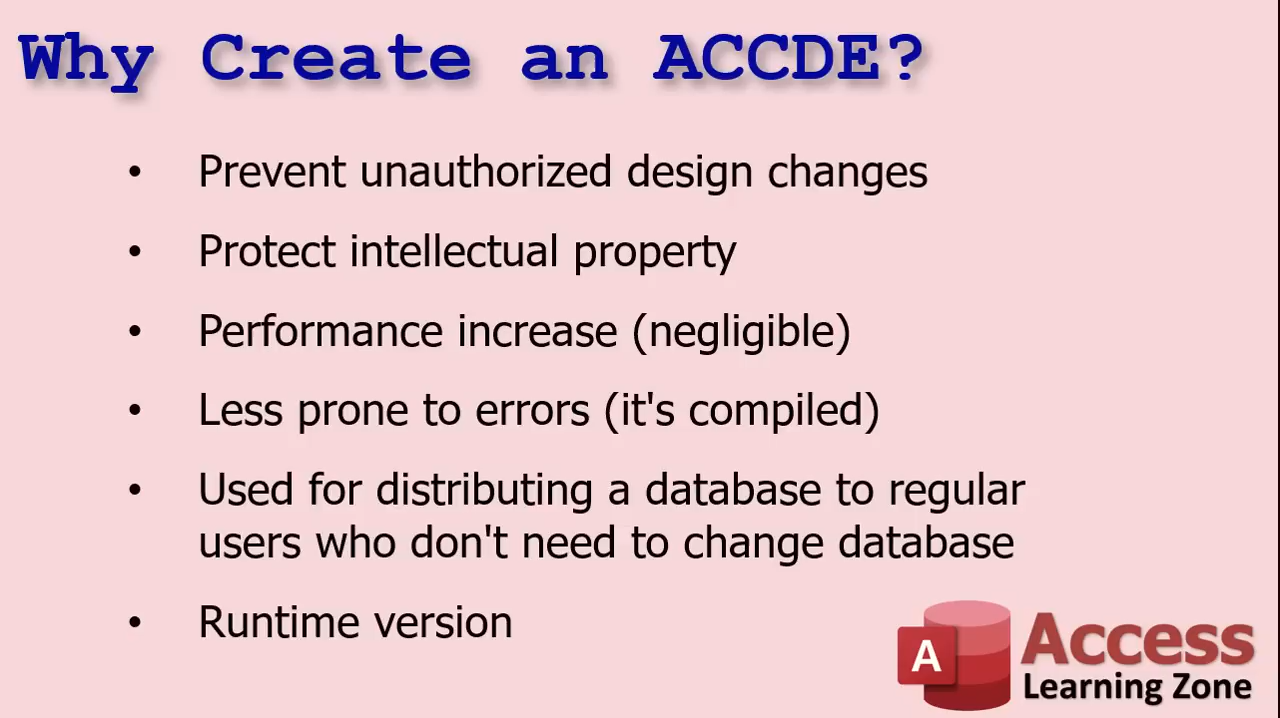 Why Create an ACCDE?
• Prevent unauthorized design changes
• Protect intellectual property
• Performance increase (negligible)
• Less prone to errors (it's compiled)
• Used for distributing a database to regular
users who don't need to change database
• Runtime version
A
Access
Learning Zone